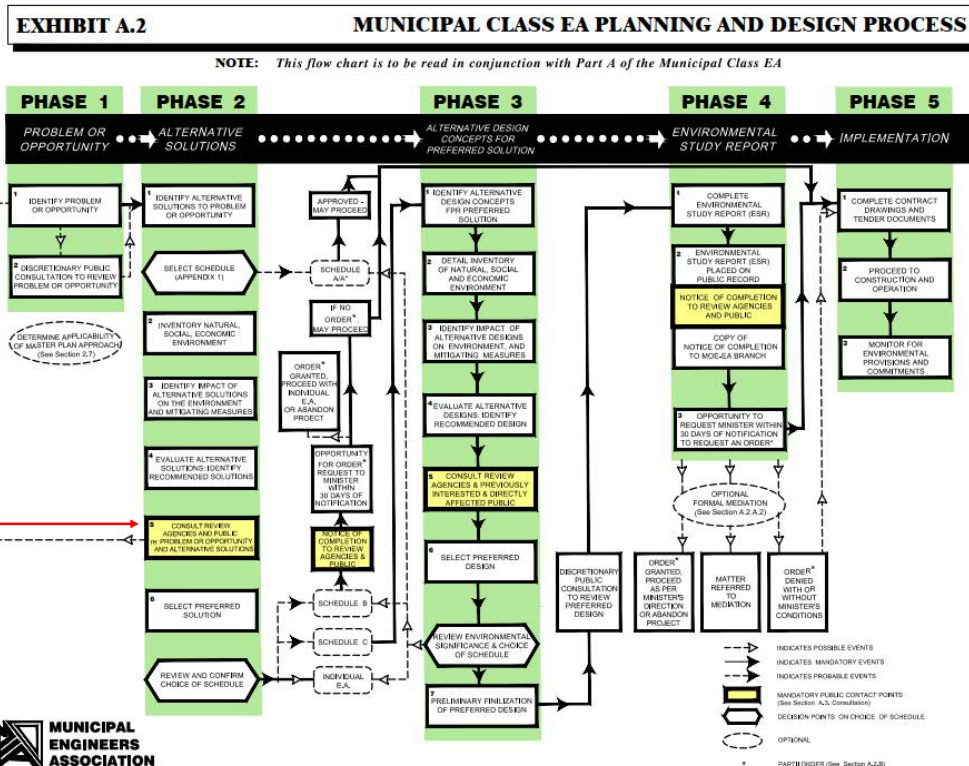 EXHIBIT A.2
MUNICIPAL CLASS EA PLANNING AND DESIGN PROCESS
NOTE: This flow chart is to be read in conjunction with Part A of the Municipal Class EA
PHASE 1
PROBLEM OR
OPPORTUNITY
1
IDENTIFY PROBLEM
OR OPPORTUNITY
2
DISCRETIONARY PUBLIC
CONSULTATION TO REVIEW
PROBLEM OR OPPORTUNITY
DETERMINE APPLICABILITY
OF MASTER PLAN APPROACH
(See Section 2.7)
PHASE 2
ALTERNATIVE
SOLUTIONS
1
IDENTIFY ALTERNATIVE
SOLUTIONS TO PROBLEM
OR OPPORTUNITY
SELECT SCHEDULE
(APPENDIX 1)
2
INVENTORY NATURAL,
SOCIAL, ECONOMIC
ENVIRONMENT
3
IDENTIFY IMPACT OF
ALTERNATIVE SOLUTIONS
ON THE ENVIRONMENT
AND MITIGATING MEASURES
4
EVALUATE ALTERNATIVE
SOLUTIONS: IDENTIFY
RECOMMENDED SOLUTIONS
5
CONSULT REVIEW
AGENCIES AND PUBLIC
re: PROBLEM OR OPPORTUNITY
AND ALTERNATIVE SOLUTIONS
6
SELECT PREFERRED
SOLUTION
REVIEW AND CONFIRM
CHOICE OF SCHEDULE
APPROVED -
MAY PROCEED
SCHEDULE
A/A+
IF NO
ORDER*,
MAY PROCEED
ORDER*
GRANTED,
PROCEED WITH
INDIVIDUAL
E.A,
OR ABANDON
PROJECT
OPPORTUNITY
FOR ORDER*
REQUEST TO
MINISTER
WITHIN
30 DAYS OF
NOTIFICATION
NOTICE OF
COMPLETION
TO REVIEW
AGENCIES &
PUBLIC
SCHEDULE B
SCHEDULE C
INDIVIDUAL
E.A.
PHASE 3
ALTERNATIVE DESIGN
CONCEPTS FOR
PREFERRED SOLUTION
1
IDENTIFY ALTERNATIVE
DESIGN CONCEPTS
FPR PREFERRED
SOLUTION
2
DETAIL INVENTORY
OF NATURAL, SOCIAL
AND ECONOMIC
ENVIRONMENT
3
IDENTIFY IMPACT OF
ALTERNATIVE DESIGNS
ON ENVIRONMENT, AND
MITIGATING MEASURES
4
EVALUATE ALTERNATIVE
DESIGNS: IDENTIFY
RECOMMENDED DESIGN
5
CONSULT REVIEW
AGENCIES & PREVIOUSLY
INTERESTED & DIRECTLY
AFFECTED PUBLIC
6
SELECT PREFERRED
DESIGN
REVIEW ENVIRONMENTAL
SIGNIFICANCE & CHOICE
OF SCHEDULE
7
PRELIMINARY FINILIZATION
OF PREFERRED DESIGN
DISCRETIONARY
PUBLIC
CONSULTATION
TO REVIEW
PREFERRED
DESIGN
PHASE 4
ENVIRONMENTAL
STUDY REPORT
1
COMPLETE
ENVIRONMENTAL
STUDY REPORT (ESR)
2
ENVIRONMENTAL
STUDY REPORT (ESR)
PLACED ON
PUBLIC RECORD
NOTICE OF COMPLETION
TO REVIEW AGENCIES
AND PUBLIC
COPY OF
NOTICE OF COMPLETION
TO MOE-EA BRANCH
3
OPPORTUNITY TO
REQUEST MINISTER WITHIN
30 DAYS OF NOTIFICATION
TO REQUEST AN ORDER*
OPTIONAL
FORMAL MEDIATION
(See Section A.2.A.2)
ORDER*
GRANTED,
PROCEED
AS PER
MINISTER'S
DIRECTION
OR ABANDON
PROJECT
MATTER
REFERRED
TO
MEDIATION
ORDER*
DENIED WITH
OR WITHOUT
MINISTER'S
CONDITIONS
PHASE 5
IMPLEMENTATION
1
COMPLETE CONTRACT
DRAWINGS AND
TENDER DOCUMENTS
2
PROCEED TO
CONSTRUCTION AND
OPERATION
3
MONITOR FOR
ENVIRONMENTAL
PROVISIONS AND
COMMITMENTS
INDICATES POSSIBLE EVENTS
INDICATES MANDATORY EVENTS
INDICATES PROBABLE EVENTS
MANDATORY PUBLIC CONTACT POINTS
(See Section A.3. Consultation)
DECISION POINTS ON CHOICE OF SCHEDULE
OPTIONAL
* PART II ORDER (See Section A.2.8)
MUNICIPAL
ENGINEERS
ASSOCIATION